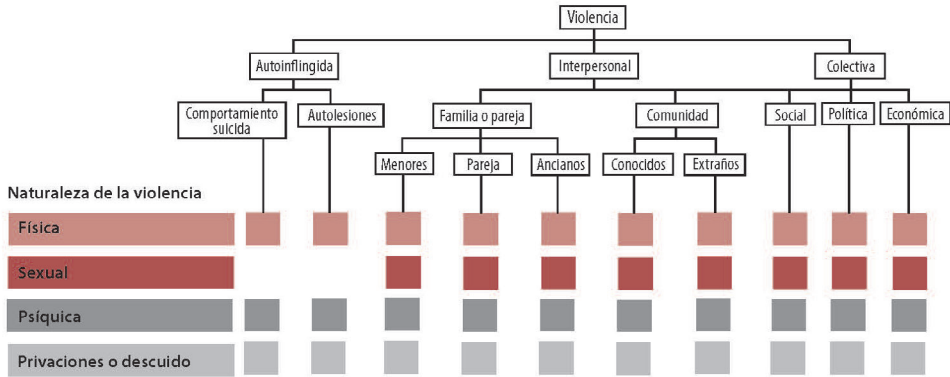 Violencia
Autoinflingida
Interpersonal
Colectiva
Comportamiento
suicida
Autolesiones
Familia o pareja
Comunidad
Social
Política
Económica
Menores
Pareja
Ancianos
Conocidos
Extraños
Naturaleza de la violencia
Física
Sexual
Psíquica
Privaciones o descuido